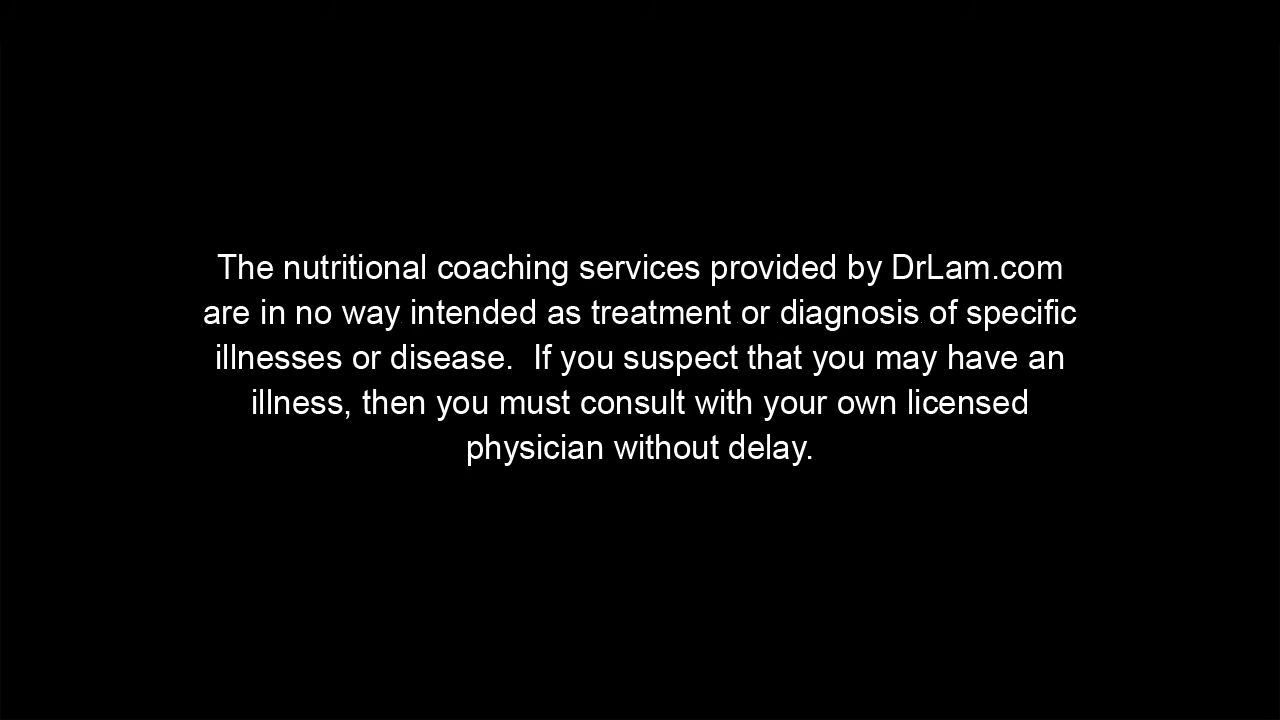 The nutritional coaching services provided by DrLam.com
are in no way intended as treatment or diagnosis of specific
illnesses or disease.  If you suspect that you may have an
illness, then you must consult with your own licensed
physician without delay.